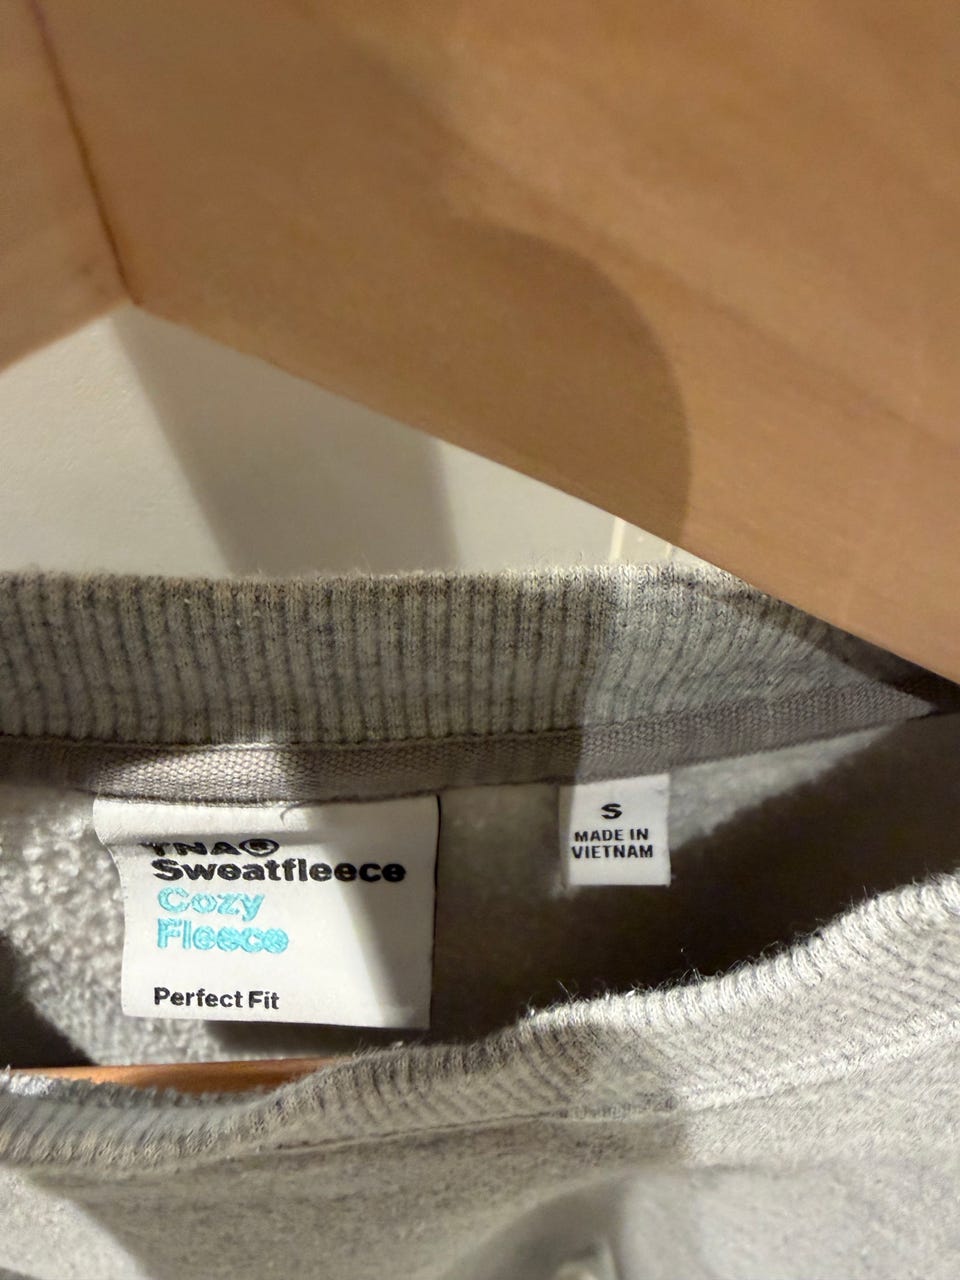 TNA®
Sweatfleece
Cozy
Fleece
Perfect Fit
S
MADE IN
VIETNAM